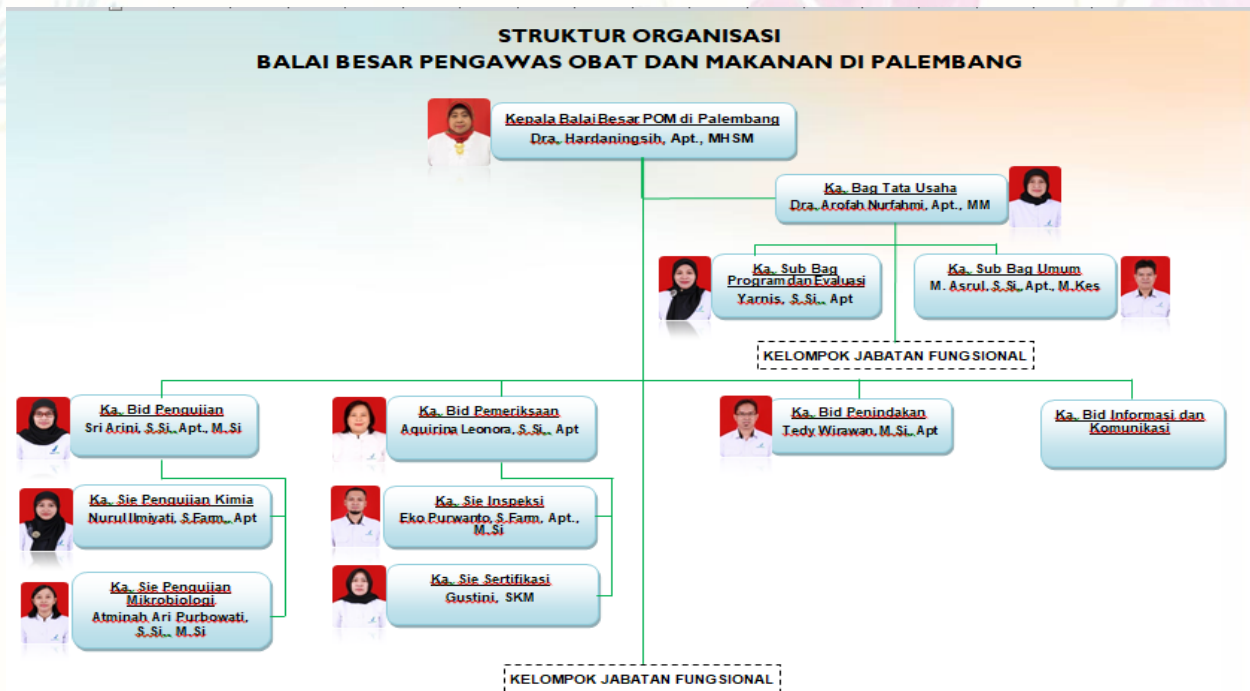 STRUKTUR ORGANISASI
BALAI BESAR PENGAWAS OBAT DAN MAKANAN DI PALEMBANG
Kepala Balai Besar POM di Palembang
Dra. Hardaningsih, Apt., MHSM
Ka. Bag Tata Usaha
Dra. Arofah Nurfahmi, Apt., MM
Ka. Sub Bag
Program dan Evaluasi
Yarnis, S.Si., Apt
Ka. Sub Bag Umum
M. Asrul, S.Si., Apt., M.Kes
KELOMPOK JABATAN FUNGSIONAL
Ka. Bid Pengujian
Sri Arini, S.Si., Apt., M.Si
Ka. Bid Pemeriksaan
Aquirina Leonora, S.Si., Apt
Ka. Bid Penindakan
Tedy Wirawan, M.Si., Apt
Ka. Bid Informasi dan
Komunikasi
Ka. Sie Pengujian Kimia
Nurul Ilmiyati, S.Farm., Apt
Ka. Sie Inspeksi
Eko Purwanto, S.Farm, Apt.,
M.Si
Ka. Sie Pengujian
Mikrobiologi
Atminah Ari Purbowati,
S.Si., M.Si
Ka. Sie Sertifikasi
Gustini, SKM
KELOMPOK JABATAN FUNGSIONAL